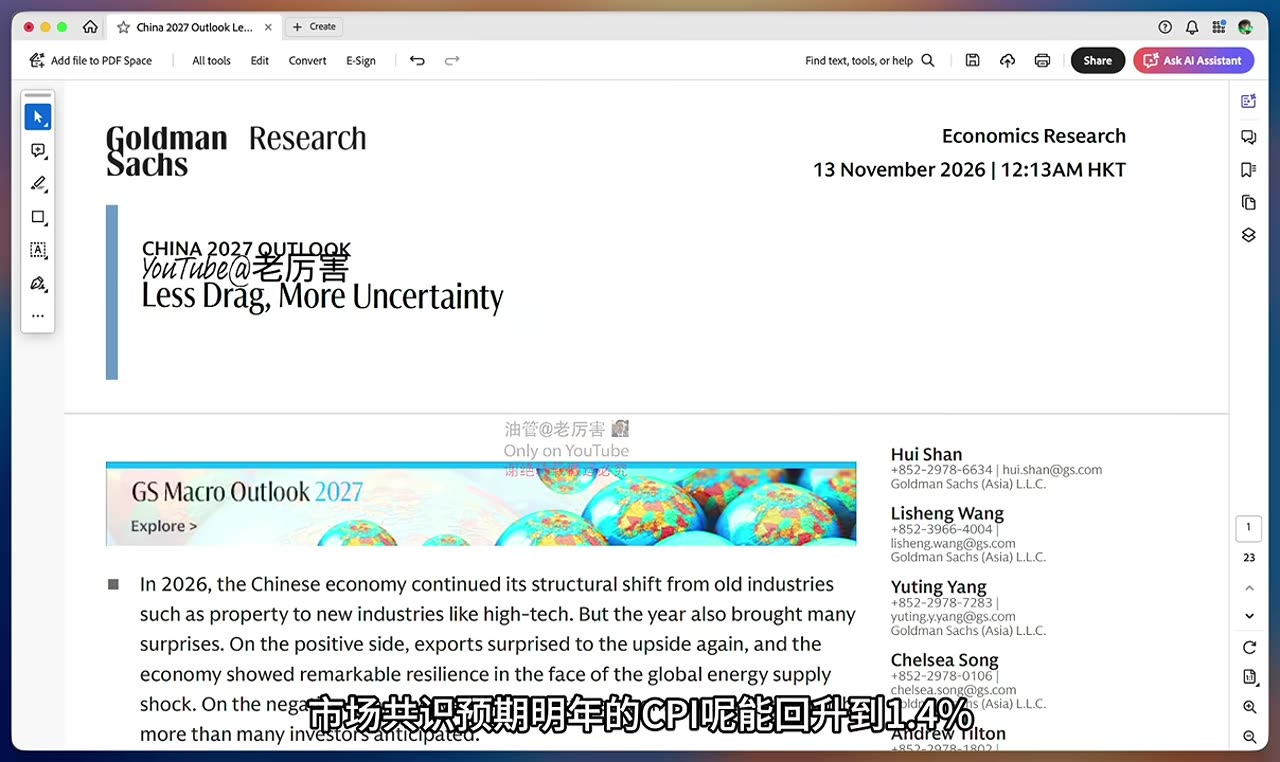 China 2027 Outlook Le...
Create
Add file to PDF Space
All tools
Edit
Convert
E-Sign
Find text, tools, or help
Share
Ask AI Assistant
Goldman Sachs
Research
Economics Research
13 November 2026 | 12:13AM HKT
CHINA 2027 OUTLOOK
YouTube@老厉害
Less Drag, More Uncertainty
油管@老厉害
Only on YouTube
GS Macro Outlook 2027
Explore >
In 2026, the Chinese economy continued its structural shift from old industries
such as property to new industries like high-tech. But the year also brought many
surprises. On the positive side, exports surprised to the upside again, and the
economy showed remarkable resilience in the face of the global energy supply
shock. On the
more than many investors anticipated.
Hui Shan
+852-2978-6634 | hui.shan@gs.com
Goldman Sachs (Asia) L.L.C.
Lisheng Wang
+852-3966-4004 |
lisheng.wang@gs.com
Goldman Sachs (Asia) L.L.C.
Yuting Yang
+852-2978-7283 |
yuting.y.yang@gs.com
Goldman Sachs (Asia) L.L.C.
Chelsea Song
+852-2978-0106 |
chelsea.song@gs.com
Goldman Sachs (Asia) L.L.C.
Andrew Tilton
+852-2978-1802 |
1
23
市场共识预期明年的CPI呢能回升到1.4%